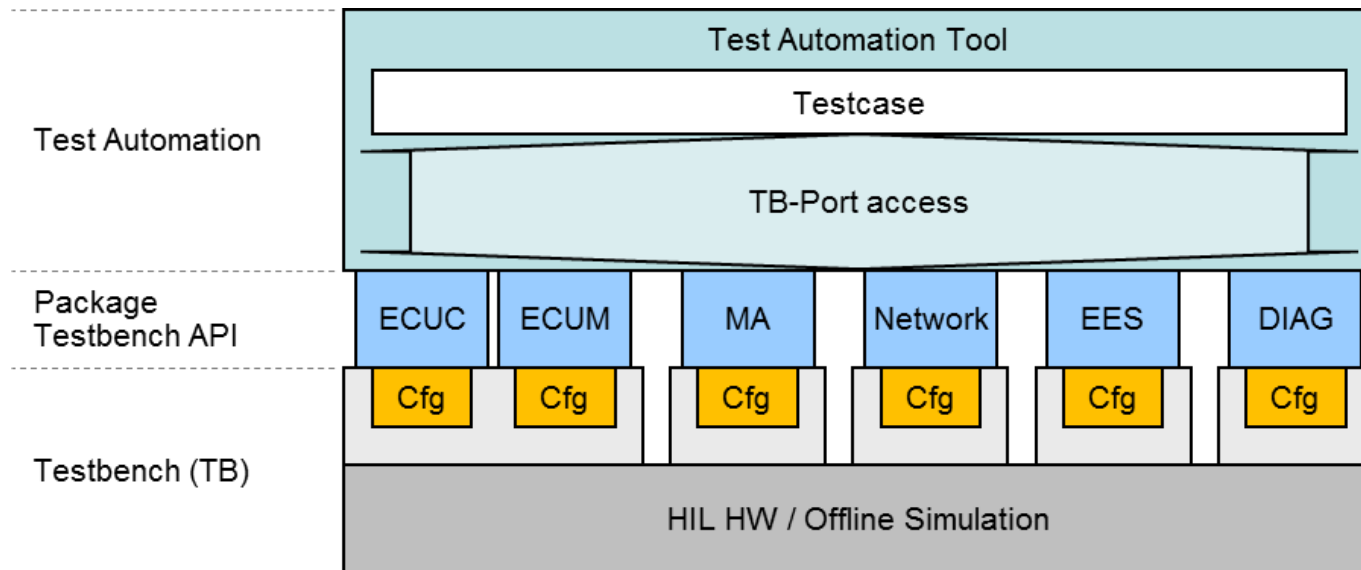 Test Automation Tool
Testcase
Test Automation
TB-Port access
Package
Testbench API
ECUC
ECUM
MA
Network
EES
DIAG
Cfg
Cfg
Cfg
Cfg
Cfg
Cfg
Testbench (TB)
HIL HW / Offline Simulation